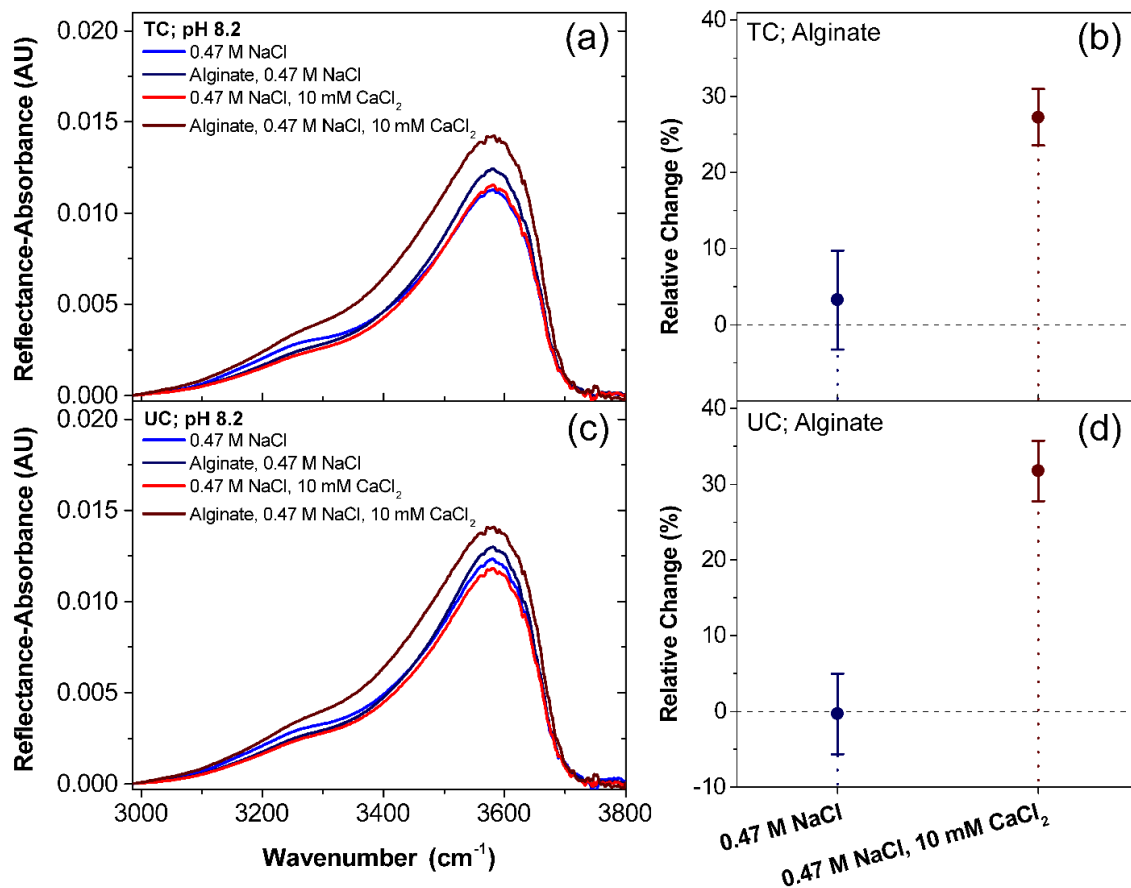 TC; pH 8.2
(a)
0.47 M NaCl
Alginate, 0.47 M NaCl
0.47 M NaCl, 10 mM CaCl₂
Alginate, 0.47 M NaCl, 10 mM CaCl₂
Reflectance-Absorbance (AU)
0.020
0.015
0.010
0.005
0.000
TC; Alginate
(b)
Relative Change (%)
40
30
20
10
0
UC; pH 8.2
(c)
0.47 M NaCl
Alginate, 0.47 M NaCl
0.47 M NaCl, 10 mM CaCl₂
Alginate, 0.47 M NaCl, 10 mM CaCl₂
Reflectance-Absorbance (AU)
0.020
0.015
0.010
0.005
0.000
3000
3200
3400
3600
3800
Wavenumber (cm⁻¹)
UC; Alginate
(d)
Relative Change (%)
40
30
20
10
0
-10
0.47 M NaCl
0.47 M NaCl, 10 mM CaCl₂